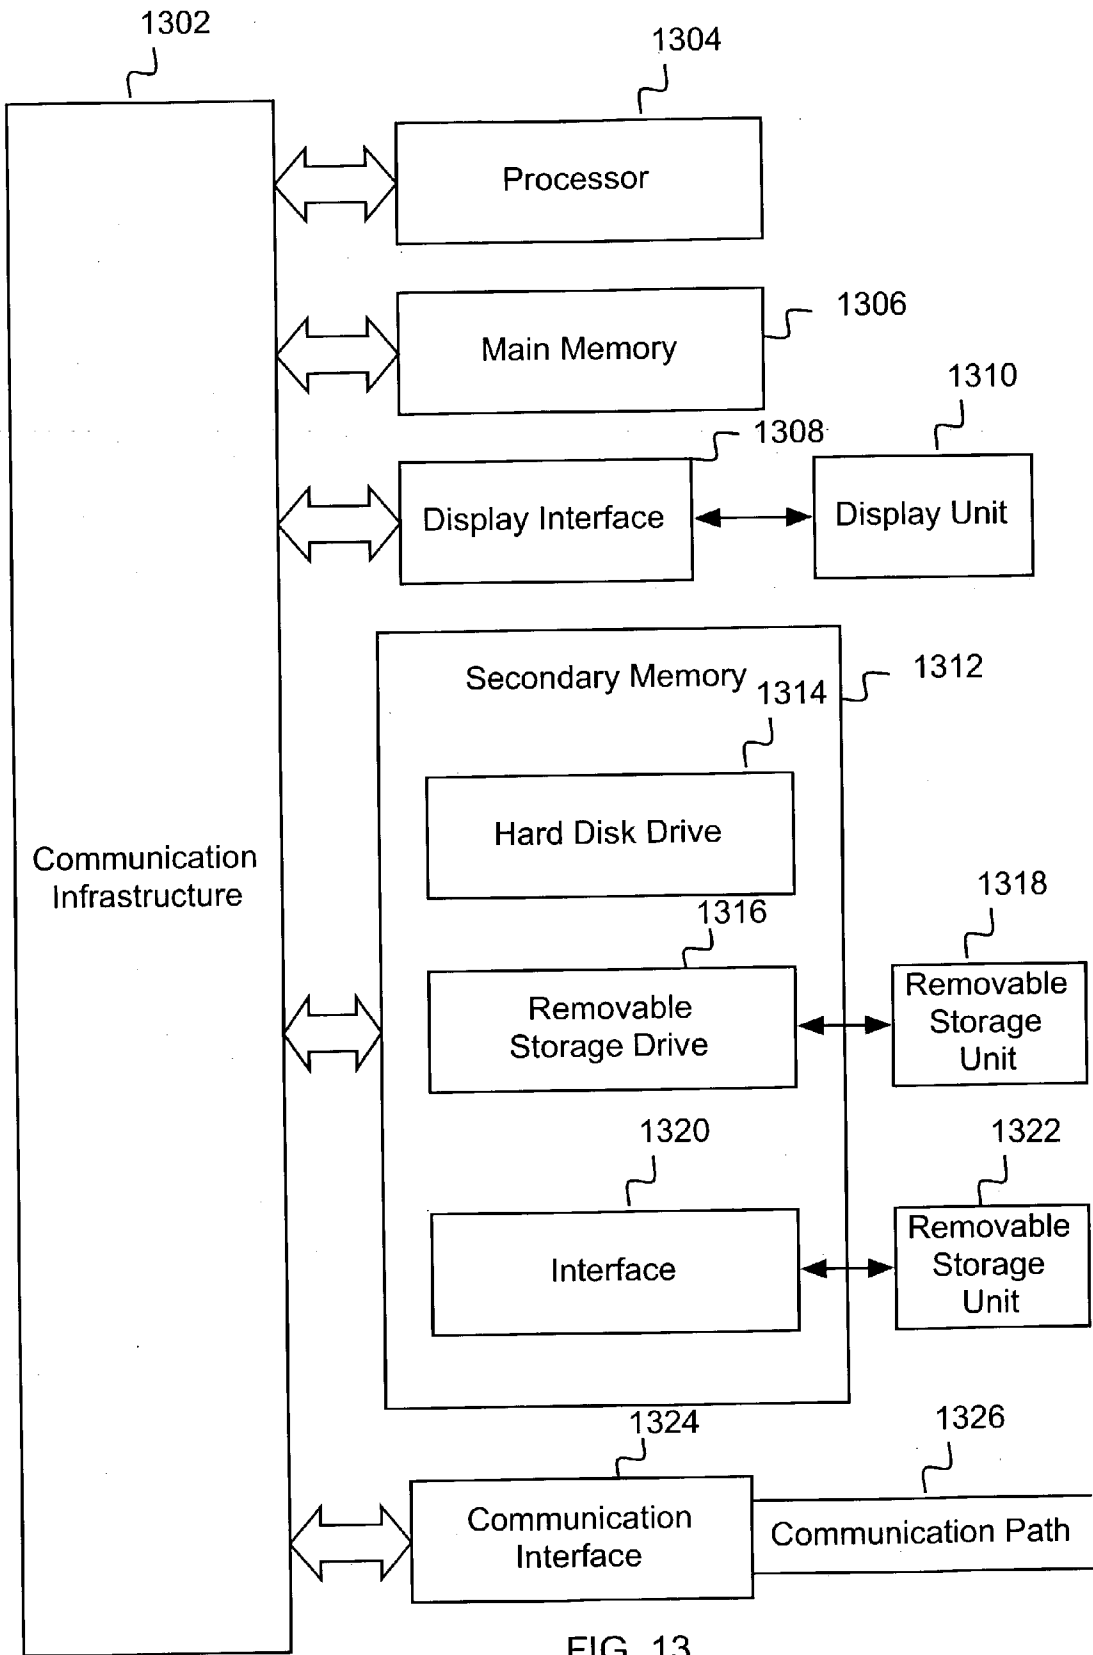 1302
1304
Processor
1306
Main Memory
1310
1308
Display Interface
Display Unit
Secondary Memory
1312
1314
Hard Disk Drive
Communication
Infrastructure
1316
1318
Removable
Storage Drive
Removable
Storage
Unit
1320
1322
Interface
Removable
Storage
Unit
1324
1326
Communication
Interface
Communication Path
FIG. 13